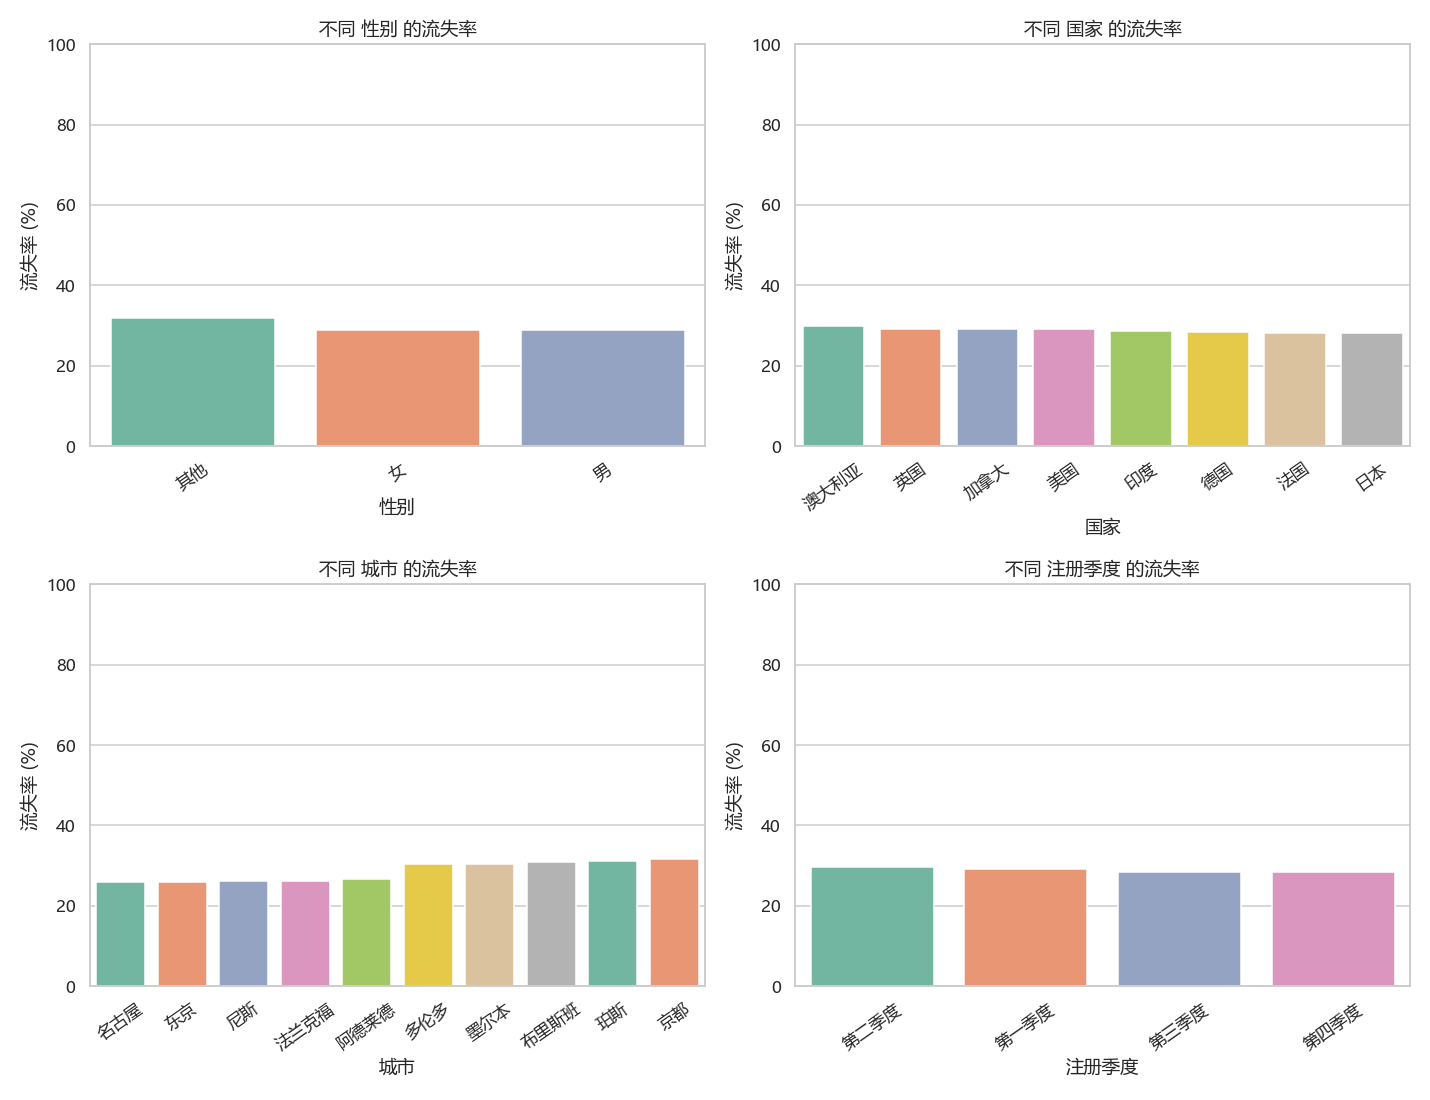 不同 性别 的流失率
100
80
60
40
20
0
流失率 (%)
其他
女
男
性别
不同 国家 的流失率
100
80
60
40
20
0
流失率 (%)
澳大利亚
英国
加拿大
美国
印度
德国
法国
日本
国家
不同 城市 的流失率
100
80
60
40
20
0
流失率 (%)
名古屋
东京
尼斯
法兰克福
阿德莱德
多伦多
墨尔本
布里斯班
珀斯
京都
城市
不同 注册季度 的流失率
100
80
60
40
20
0
流失率 (%)
第二季度
第一季度
第三季度
第四季度
注册季度